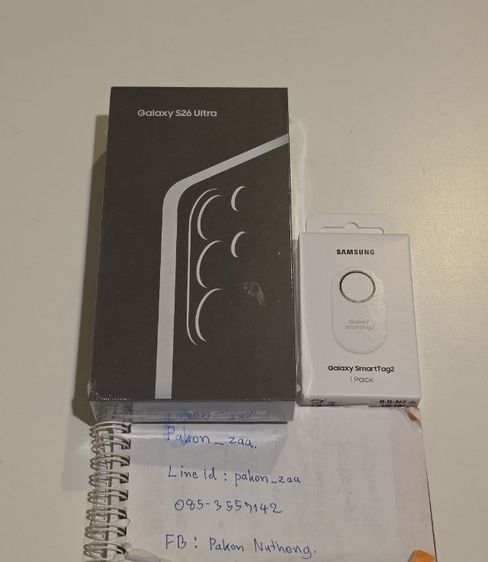 Galaxy S26 Ultra
SAMSUNG
Galaxy
SmartTag2
Galaxy SmartTag2
1 Pack
Pakon_zaa.
Line id : pakon_zaa
085-3557142
FB : Pakon Nuthong.